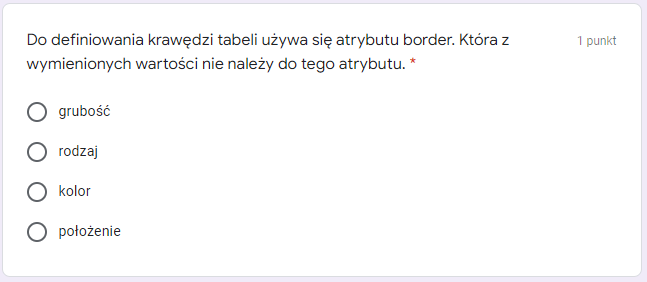 Do definiowania krawędzi tabeli używa się atrybutu border. Która z
wymienionych wartości nie należy do tego atrybutu. *
1 punkt
grubość
rodzaj
kolor
położenie